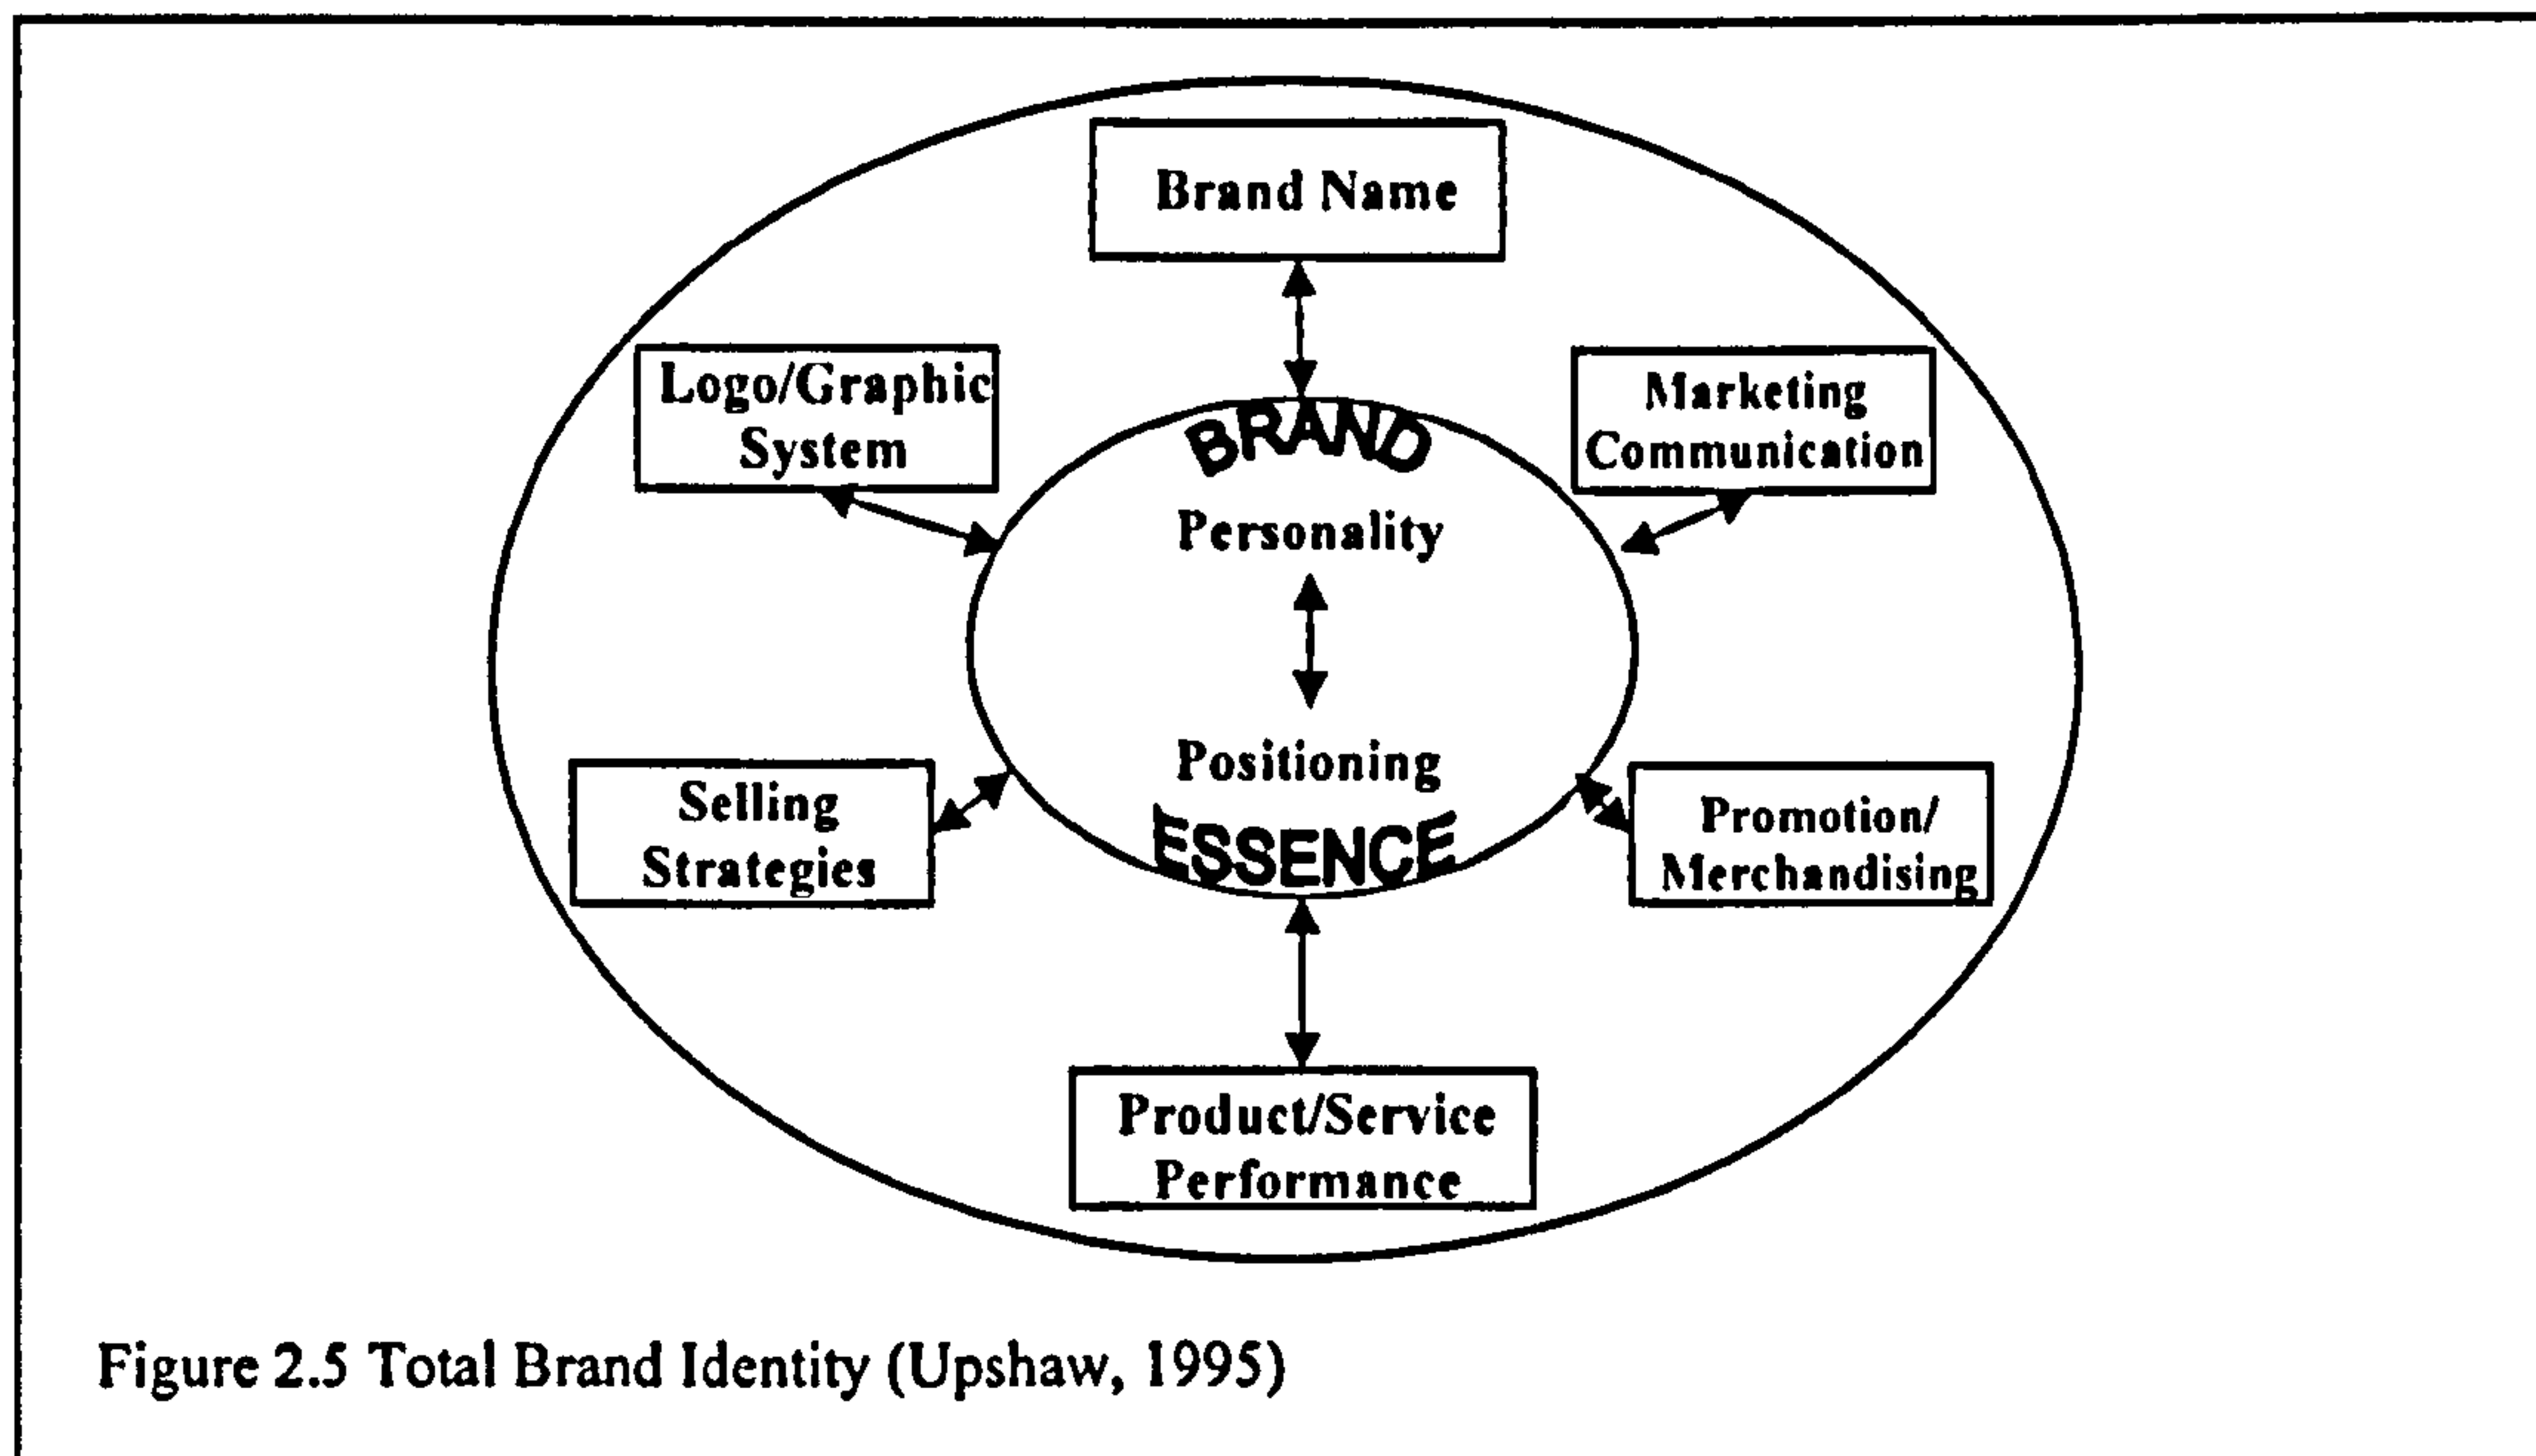 Brand Name
Logo/Graphic
System
Marketing
Communication
BRAND
Personality
Positioning
ESSENCE
Selling
Strategies
Promotion/
Merchandising
Product/Service
Performance
Figure 2.5 Total Brand Identity (Upshaw, 1995)